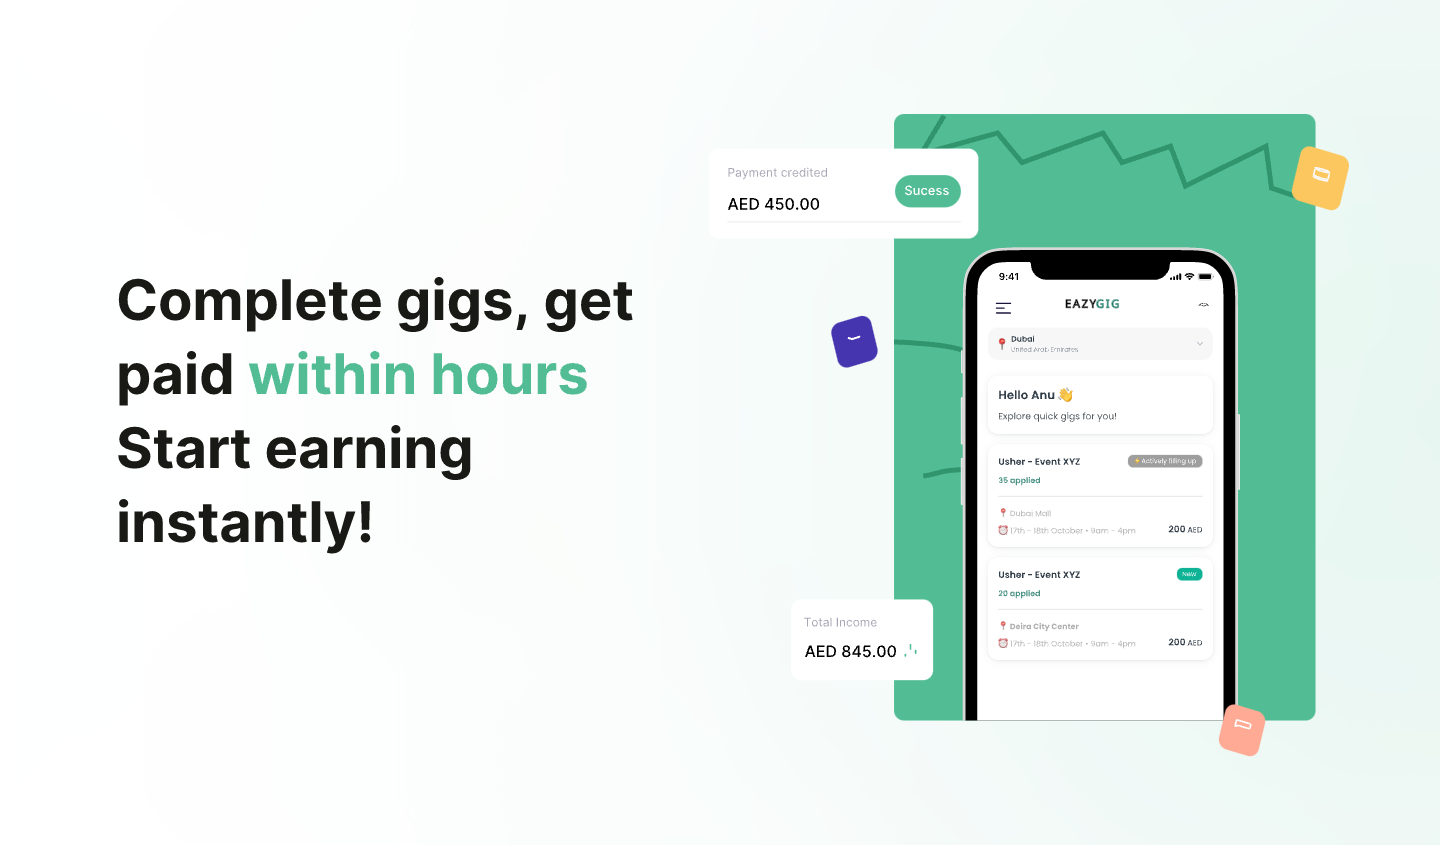 Complete gigs, get
paid within hours
Start earning
instantly!
Payment credited
AED 450.00
Sucess
9:41
EAZYGIG
📍 Dubai
United Arab Emirates
Hello Anu 👋
Explore quick gigs for you!
Usher - Event XYZ
⚡Actively filling up
35 applied
📍 Dubai Mall
⏰ 17th - 18th October • 9am - 4pm
200 AED
Usher - Event XYZ
New
20 applied
📍 Deira City Center
⏰ 17th - 18th October • 9am - 4pm
200 AED
Total Income
AED 845.00